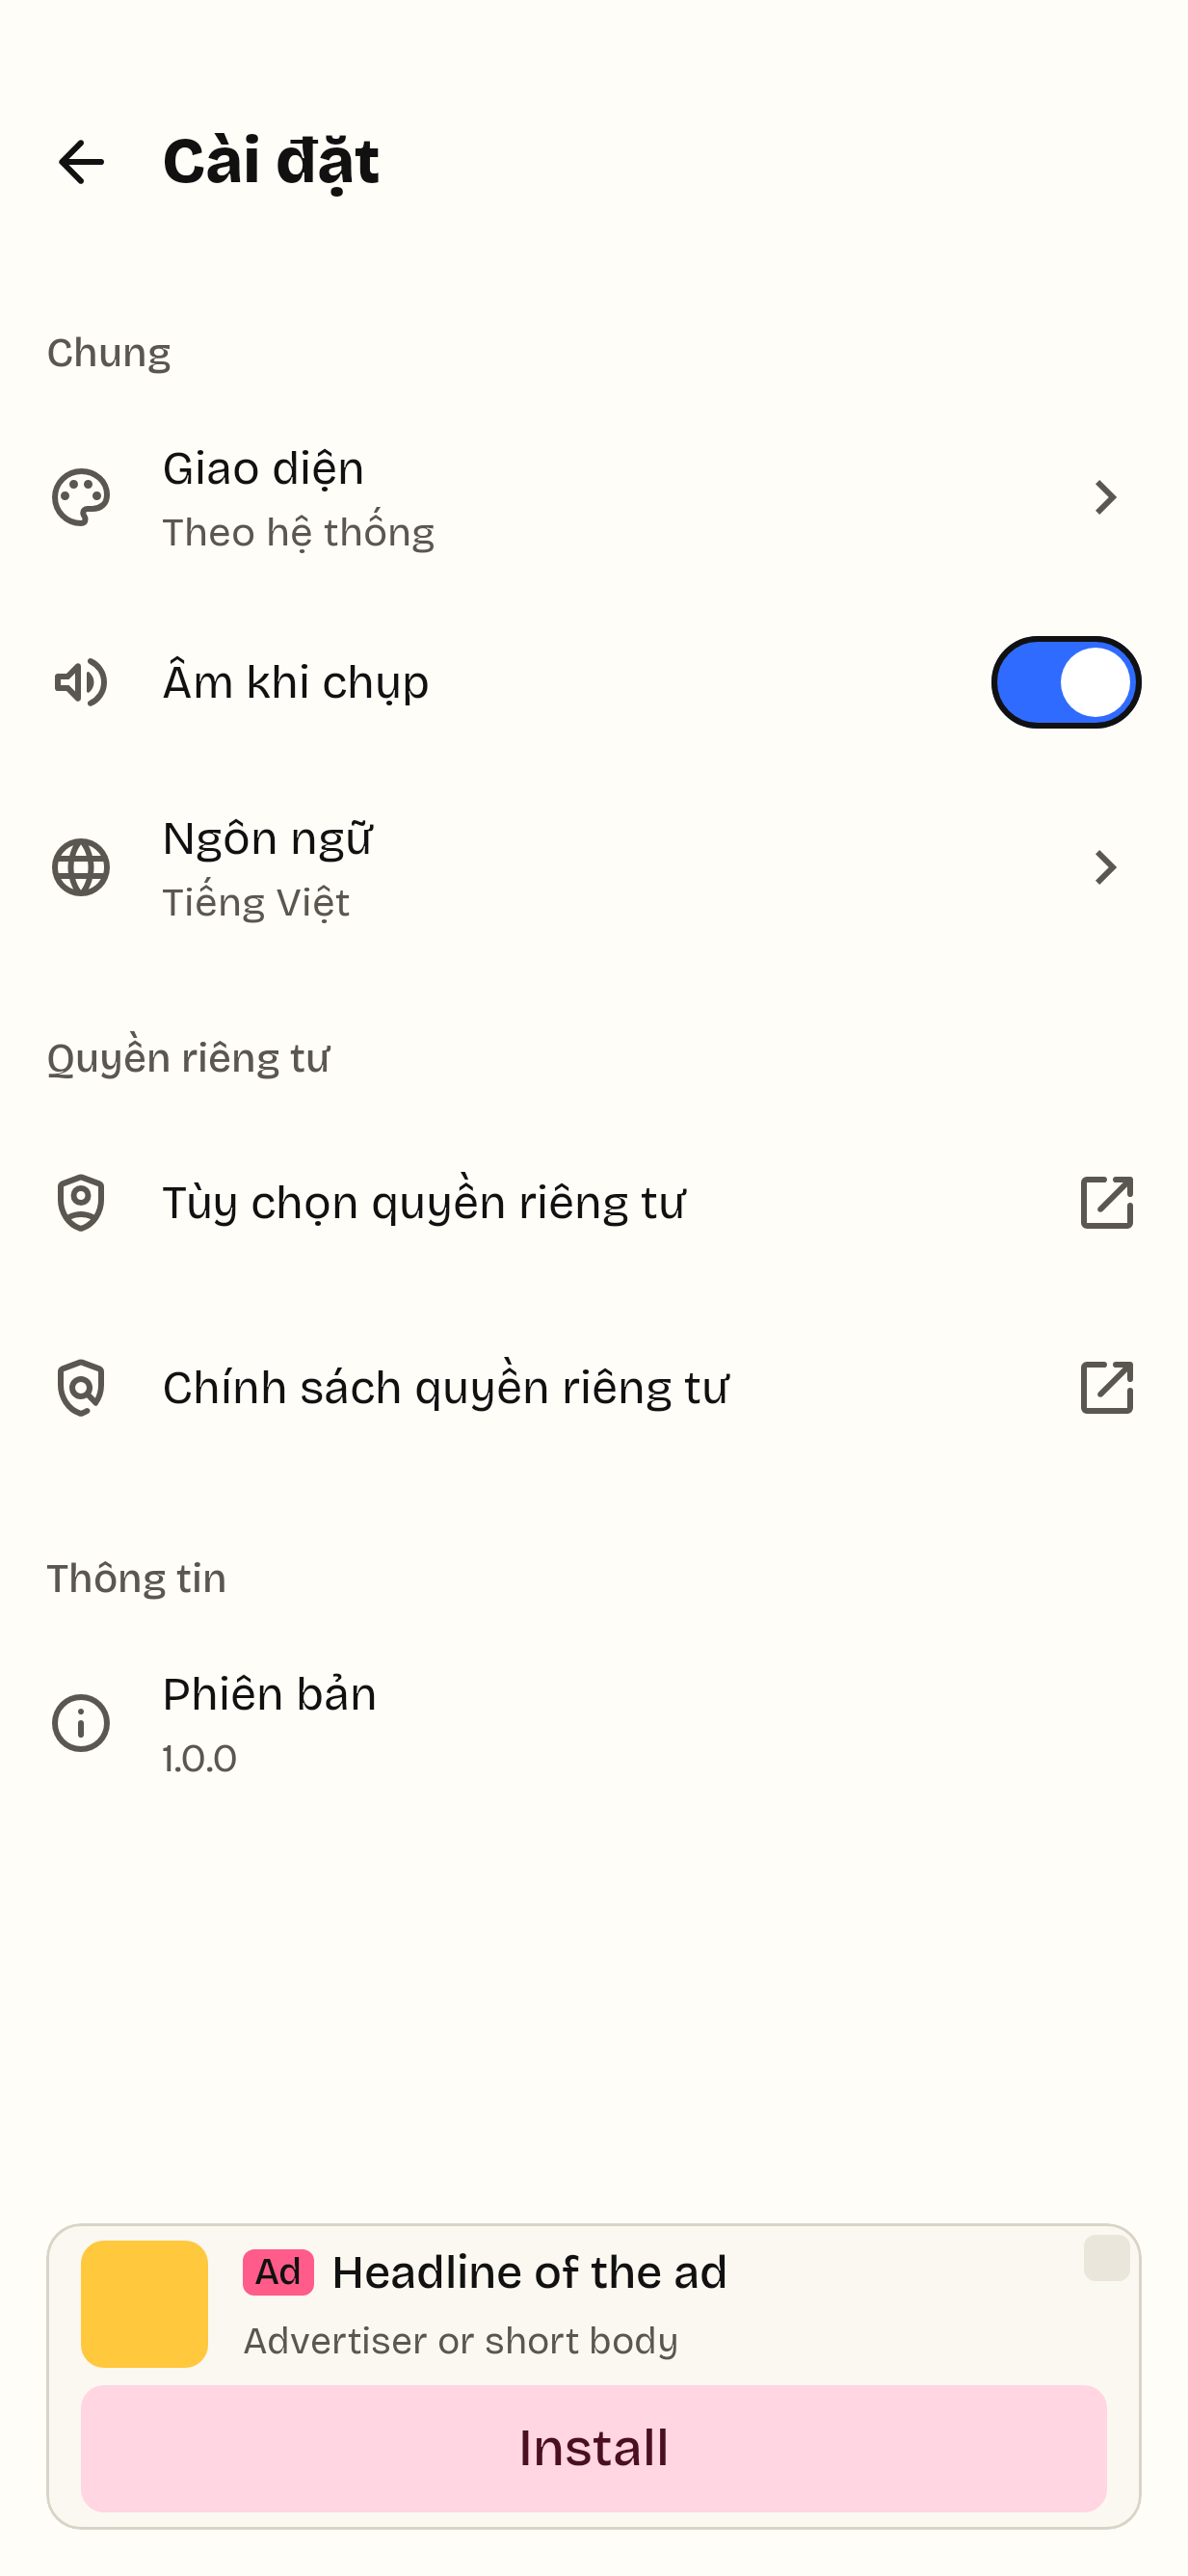 Cài đặt
Chung
Giao diện
Theo hệ thống
Âm khi chụp
Ngôn ngữ
Tiếng Việt
Quyền riêng tư
Tùy chọn quyền riêng tư
Chính sách quyền riêng tư
Thông tin
Phiên bản
1.0.0
Ad Headline of the ad
Advertiser or short body
Install